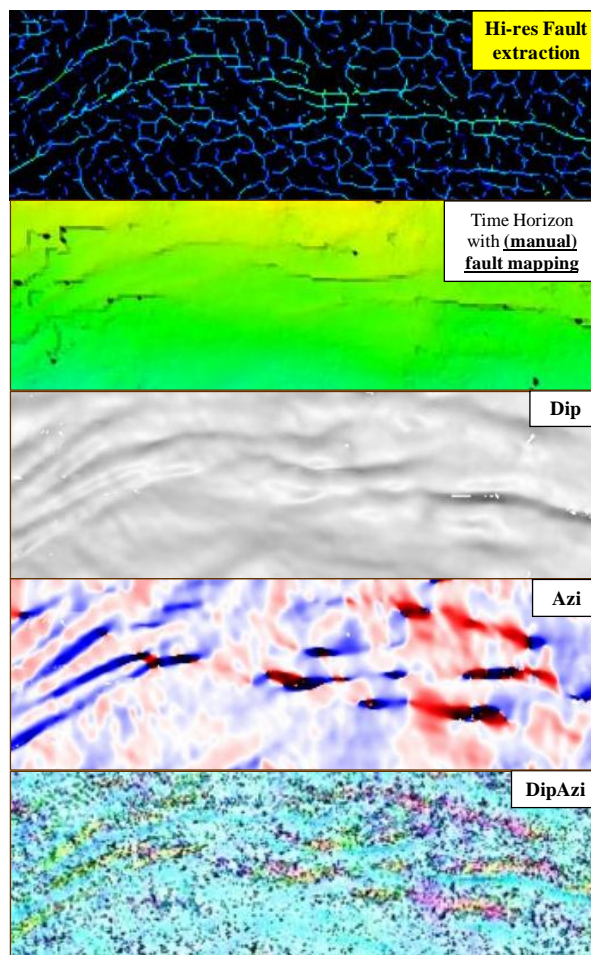 Hi-res Fault
extraction
Time Horizon
with (manual)
fault mapping
Dip
Azi
DipAzi